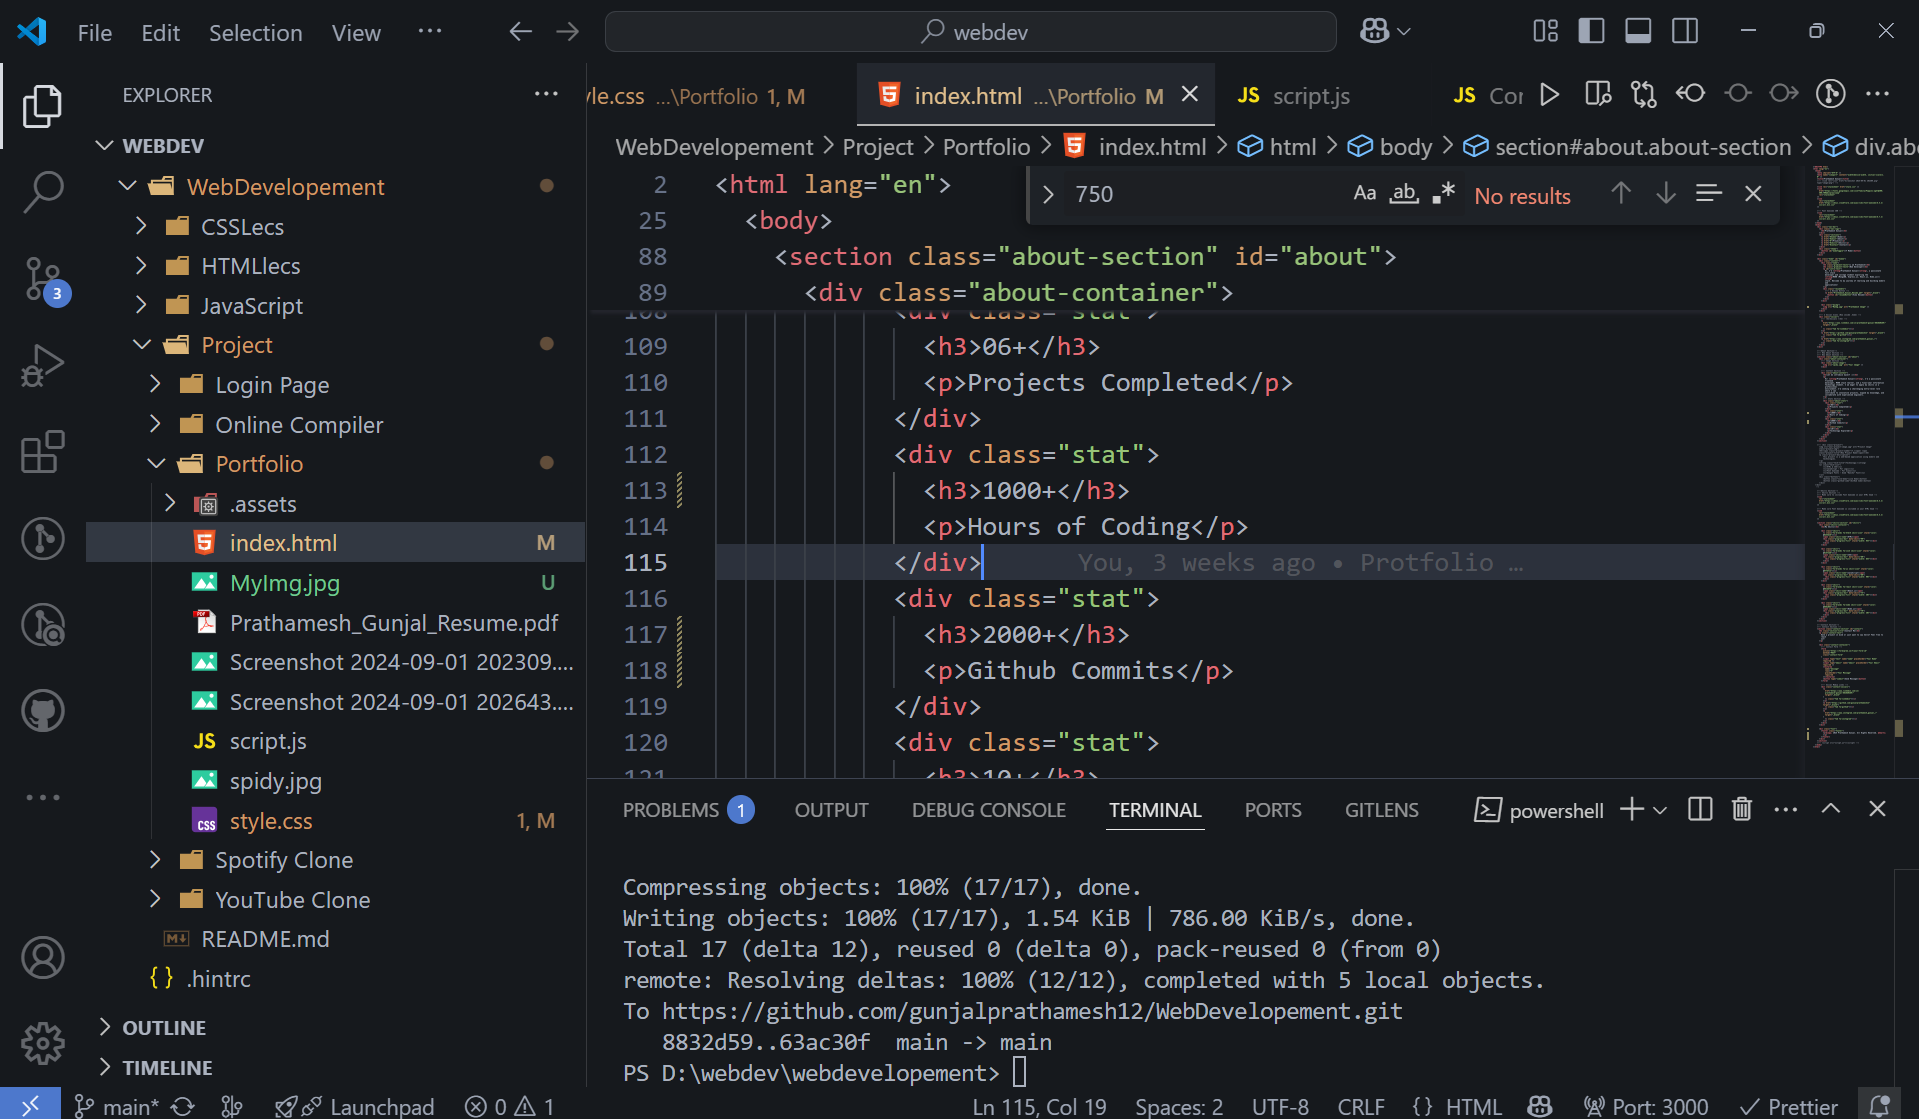 File Edit Selection View ··· webdev
EXPLORER ···
WEBDEV
WebDevelopement
CSSLecs
HTMLlecs
JavaScript
Project
Login Page
Online Compiler
Portfolio
.assets
index.html M
MyImg.jpg U
Prathamesh_Gunjal_Resume.pdf
Screenshot 2024-09-01 202309....
Screenshot 2024-09-01 202643....
JS script.js
spidy.jpg
style.css 1, M
Spotify Clone
YouTube Clone
README.md
{} .hintrc
OUTLINE
TIMELINE
3
yle.css ...\Portfolio 1, M index.html ...\Portfolio M JS script.js JS Cor
WebDevelopement > Project > Portfolio > index.html > html > body > section#about.about-section > div.abo
750 Aa ab .* No results
2 <html lang="en">
25 <body>
88 <section class="about-section" id="about">
89 <div class="about-container">
108 <div class="stat">
109 <h3>06+</h3>
110 <p>Projects Completed</p>
111 </div>
112 <div class="stat">
113 <h3>1000+</h3>
114 <p>Hours of Coding</p>
115 </div> You, 3 weeks ago • Protfolio …
116 <div class="stat">
117 <h3>2000+</h3>
118 <p>Github Commits</p>
119 </div>
120 <div class="stat">
121 <h3>10+</h3>
PROBLEMS 1 OUTPUT DEBUG CONSOLE TERMINAL PORTS GITLENS powershell
Compressing objects: 100% (17/17), done.
Writing objects: 100% (17/17), 1.54 KiB | 786.00 KiB/s, done.
Total 17 (delta 12), reused 0 (delta 0), pack-reused 0 (from 0)
remote: Resolving deltas: 100% (12/12), completed with 5 local objects.
To https://github.com/gunjalprathamesh12/WebDevelopement.git
8832d59..63ac30f main -> main
PS D:\webdev\webdevelopement>
main* Launchpad 0 1 Ln 115, Col 19 Spaces: 2 UTF-8 CRLF {} HTML Port: 3000 Prettier